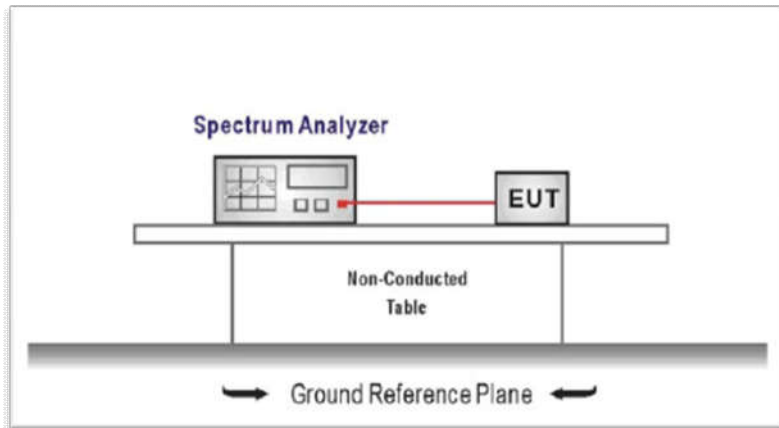 Spectrum Analyzer
EUT
Non-Conducted
Table
Ground Reference Plane